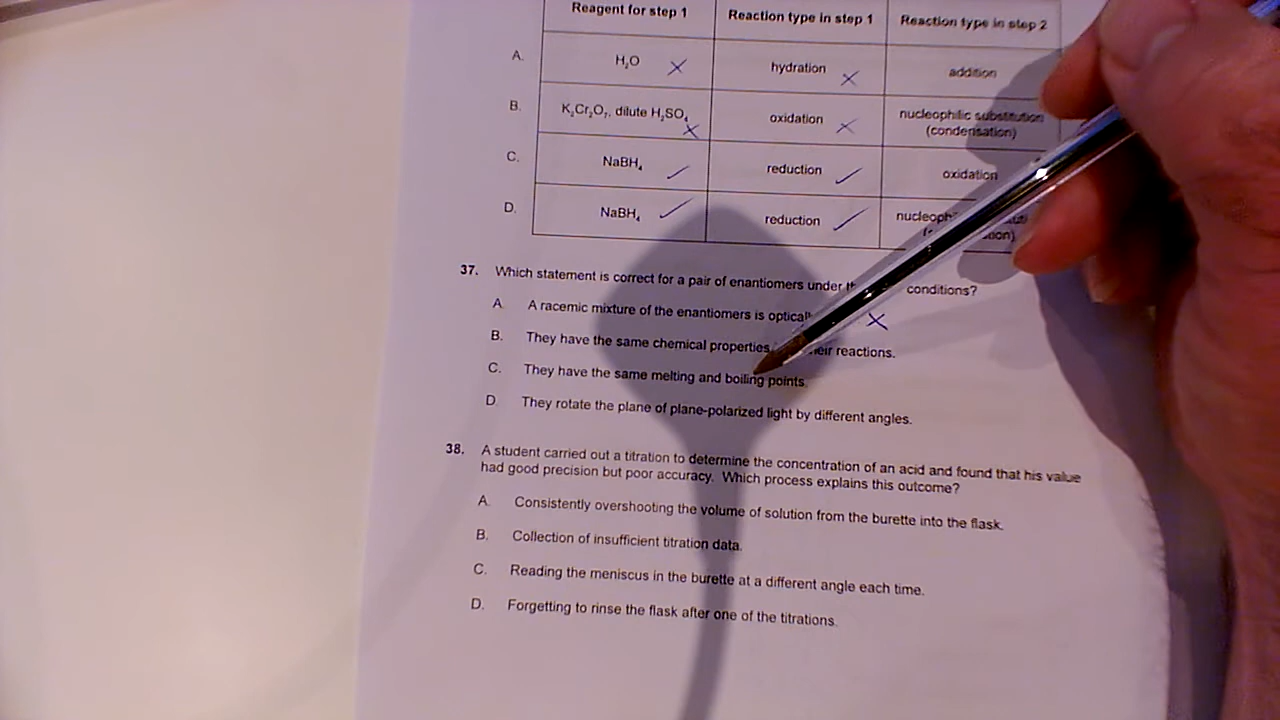 Reagent for step 1 Reaction type in step 1 Reaction type in step 2
A. H₂O × hydration × addition
B. K₂Cr₂O₇, dilute H₂SO₄ × oxidation × nucleophilic substitution
(condensation)
C. NaBH₄ ✓ reduction ✓ oxidation
D. NaBH₄ ✓ reduction ✓
37. Which statement is correct for a pair of enantiomers under conditions?
A. A racemic mixture of the enantiomers is ×
B. They have the same chemical properties reactions.
C. They have the same melting and boiling points.
D. They rotate the plane of plane-polarized light by different angles.
38. A student carried out a titration to determine the concentration of an acid and found that his value
had good precision but poor accuracy. Which process explains this outcome?
A. Consistently overshooting the volume of solution from the burette into the flask.
B. Collection of insufficient titration data.
C. Reading the meniscus in the burette at a different angle each time.
D. Forgetting to rinse the flask after one of the titrations.